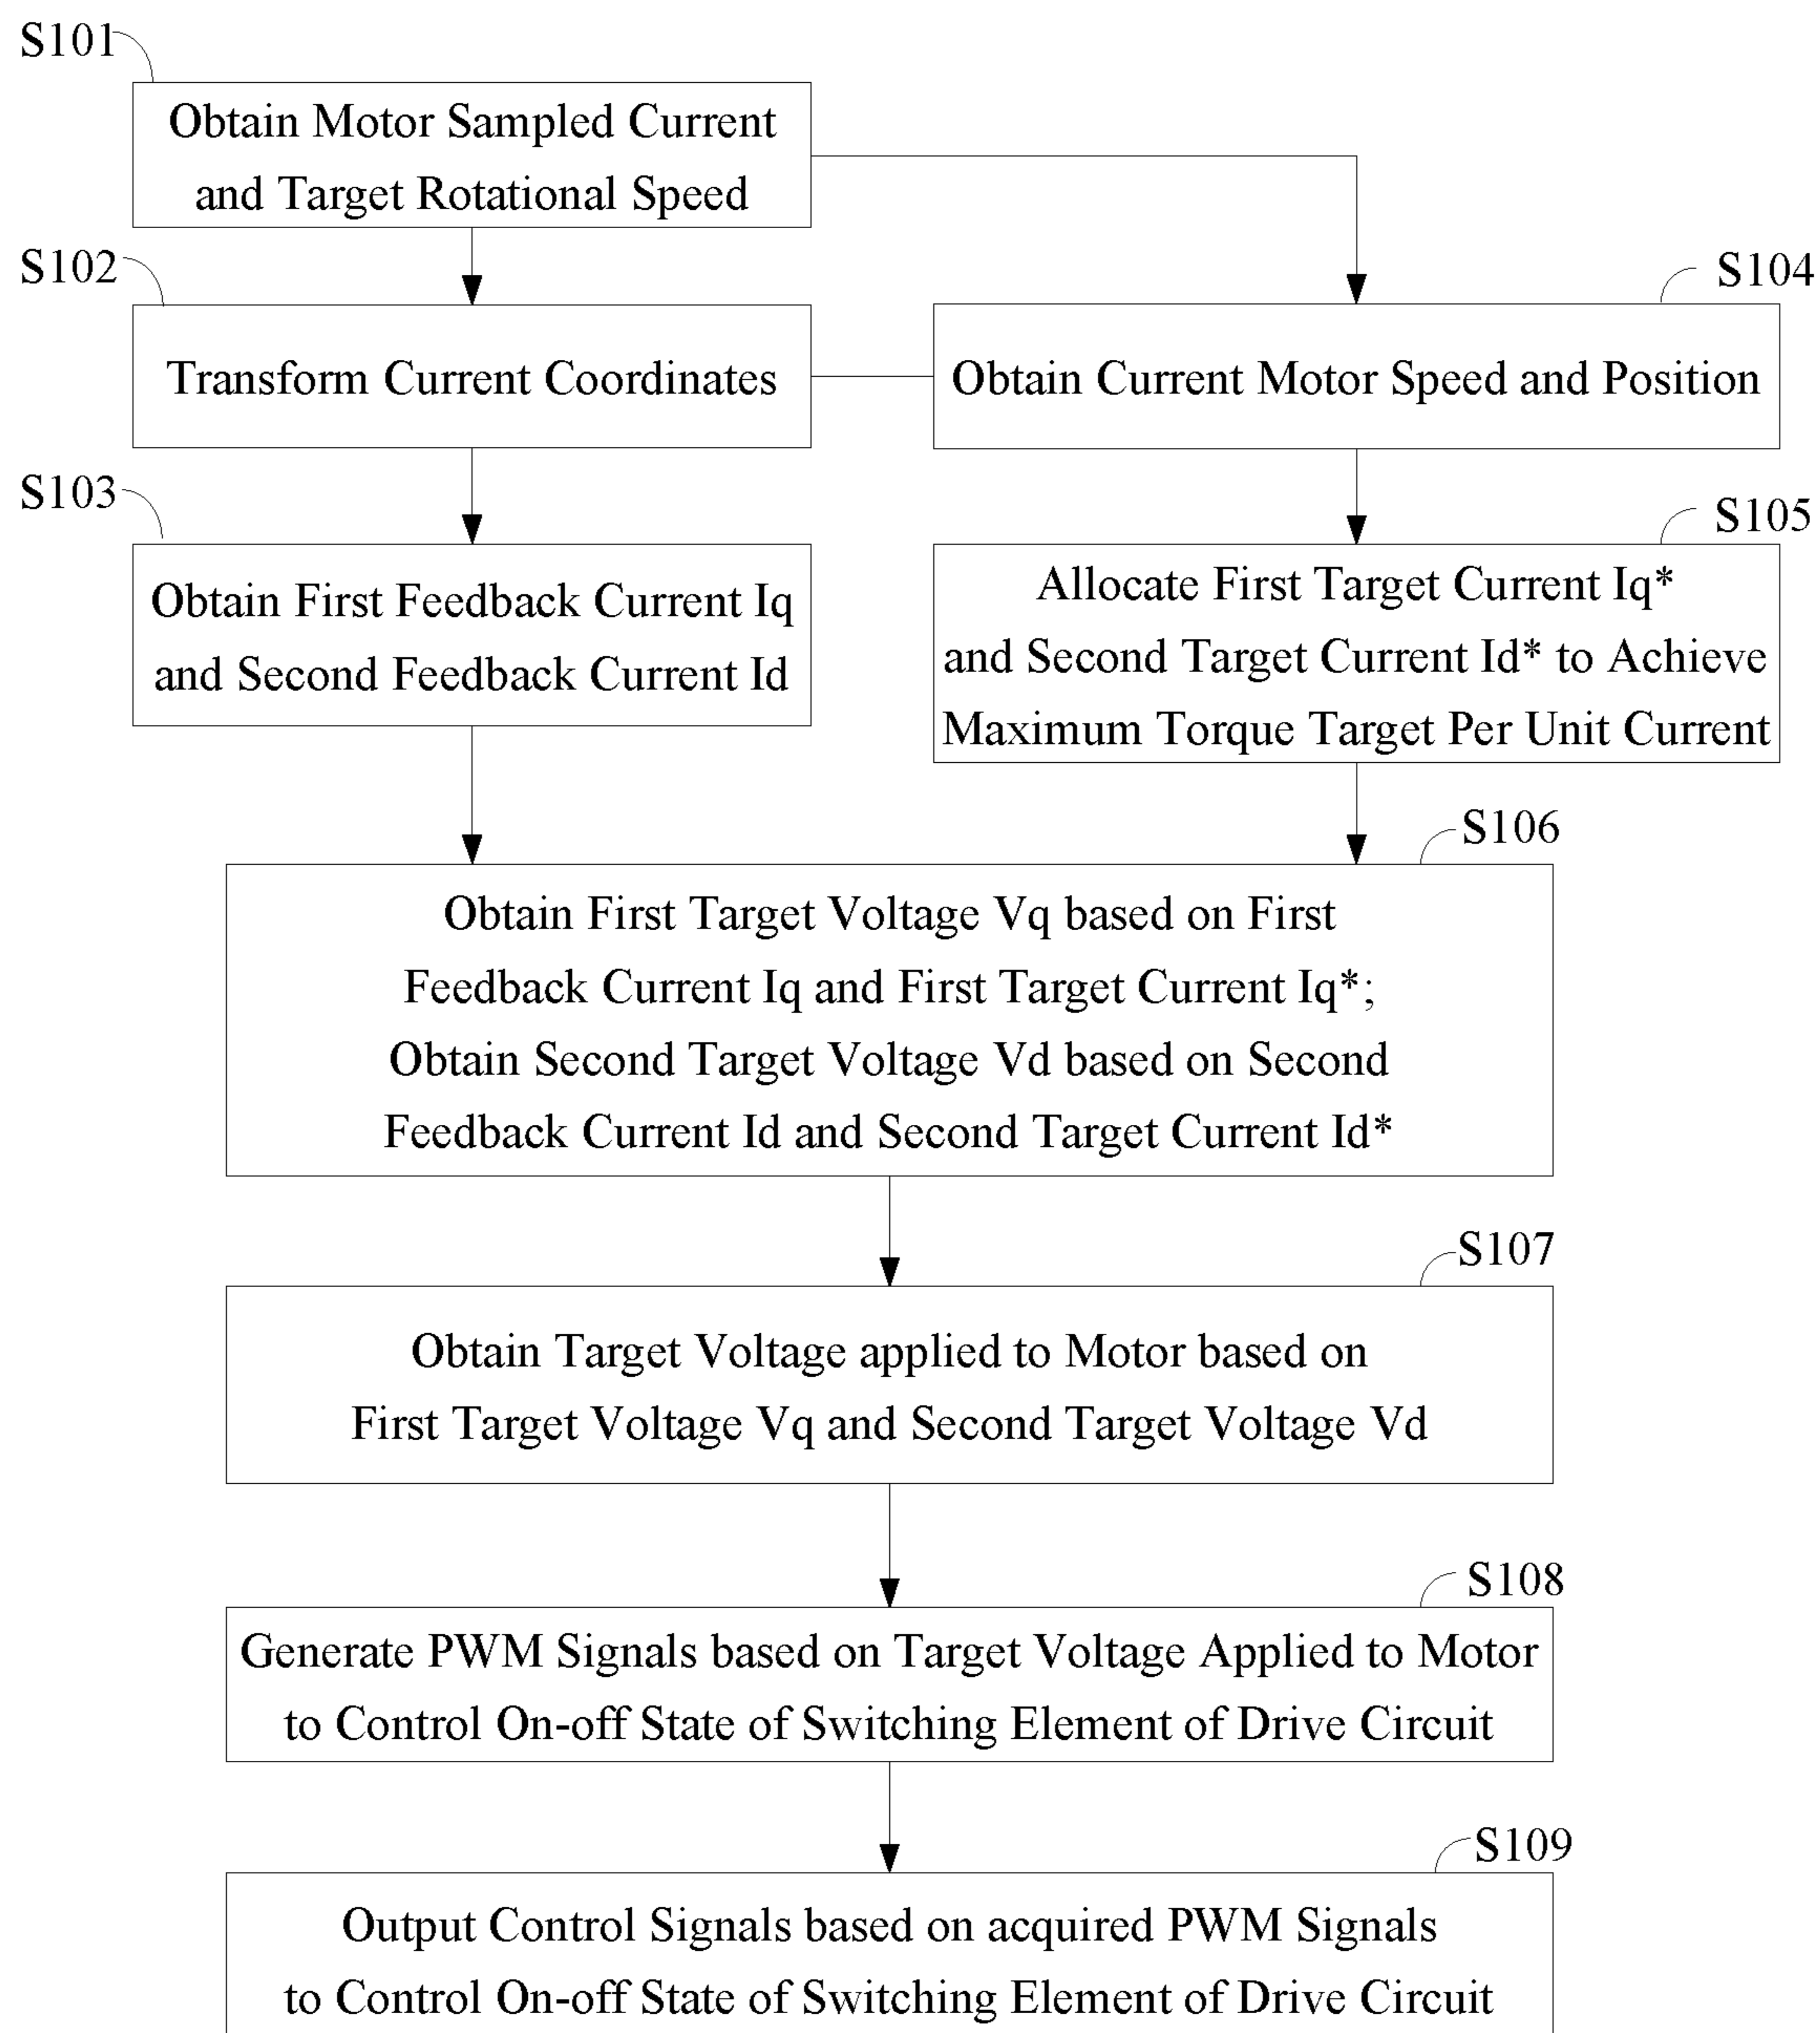 S101
Obtain Motor Sampled Current
and Target Rotational Speed
S102
Transform Current Coordinates
S104
Obtain Current Motor Speed and Position
S103
Obtain First Feedback Current Iq
and Second Feedback Current Id
S105
Allocate First Target Current Iq*
and Second Target Current Id* to Achieve
Maximum Torque Target Per Unit Current
S106
Obtain First Target Voltage Vq based on First
Feedback Current Iq and First Target Current Iq*;
Obtain Second Target Voltage Vd based on Second
Feedback Current Id and Second Target Current Id*
S107
Obtain Target Voltage applied to Motor based on
First Target Voltage Vq and Second Target Voltage Vd
S108
Generate PWM Signals based on Target Voltage Applied to Motor
to Control On-off State of Switching Element of Drive Circuit
S109
Output Control Signals based on acquired PWM Signals
to Control On-off State of Switching Element of Drive Circuit